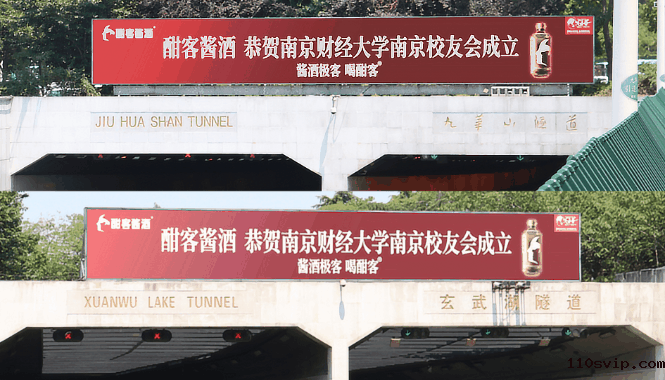 酣客酱酒
酣客酱酒 恭贺南京财经大学南京校友会成立
酱酒极客 喝酣客
JIU HUA SHAN TUNNEL
九華山隧道
酣客酱酒
酣客酱酒 恭贺南京财经大学南京校友会成立
酱酒极客 喝酣客
XUANWU LAKE TUNNEL
玄武湖隧道
110svip.com